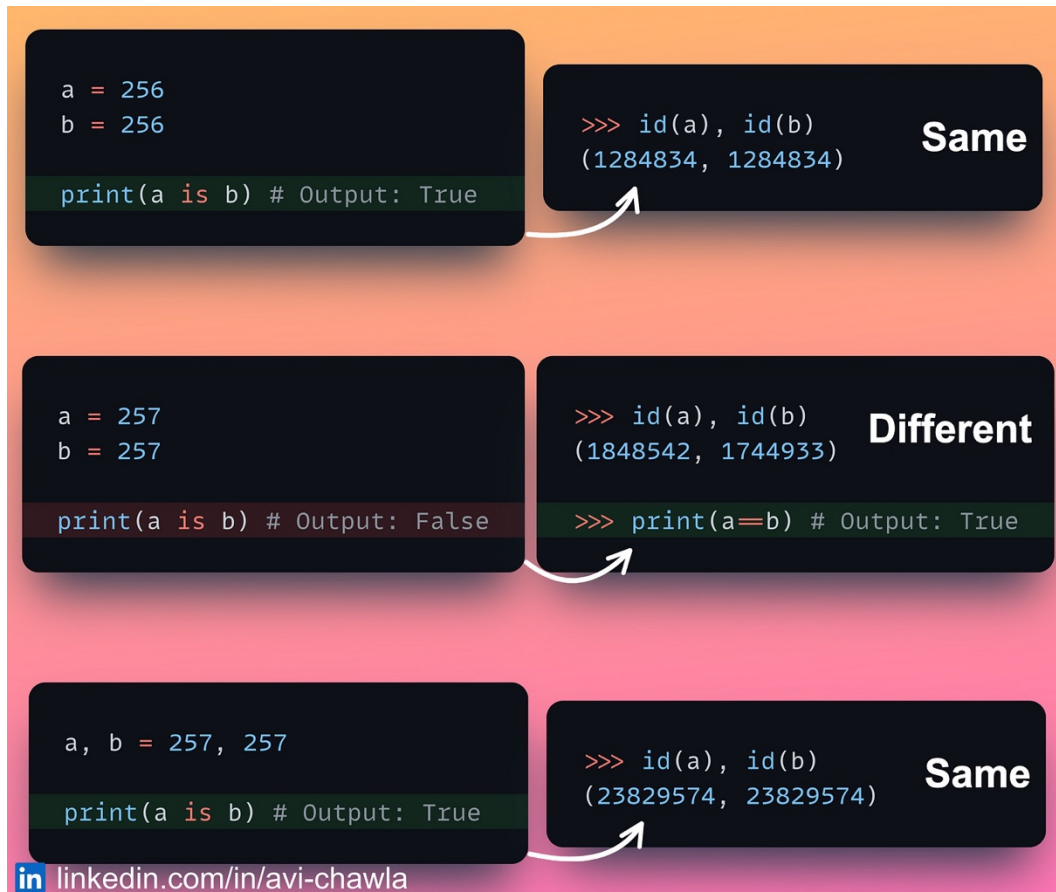 a = 256
b = 256
print(a is b) # Output: True
>>> id(a), id(b)
(1284834, 1284834)
Same
a = 257
b = 257
print(a is b) # Output: False
>>> id(a), id(b)
(1848542, 1744933)
Different
>>> print(a==b) # Output: True
a, b = 257, 257
print(a is b) # Output: True
>>> id(a), id(b)
(23829574, 23829574)
Same
in linkedin.com/in/avi-chawla